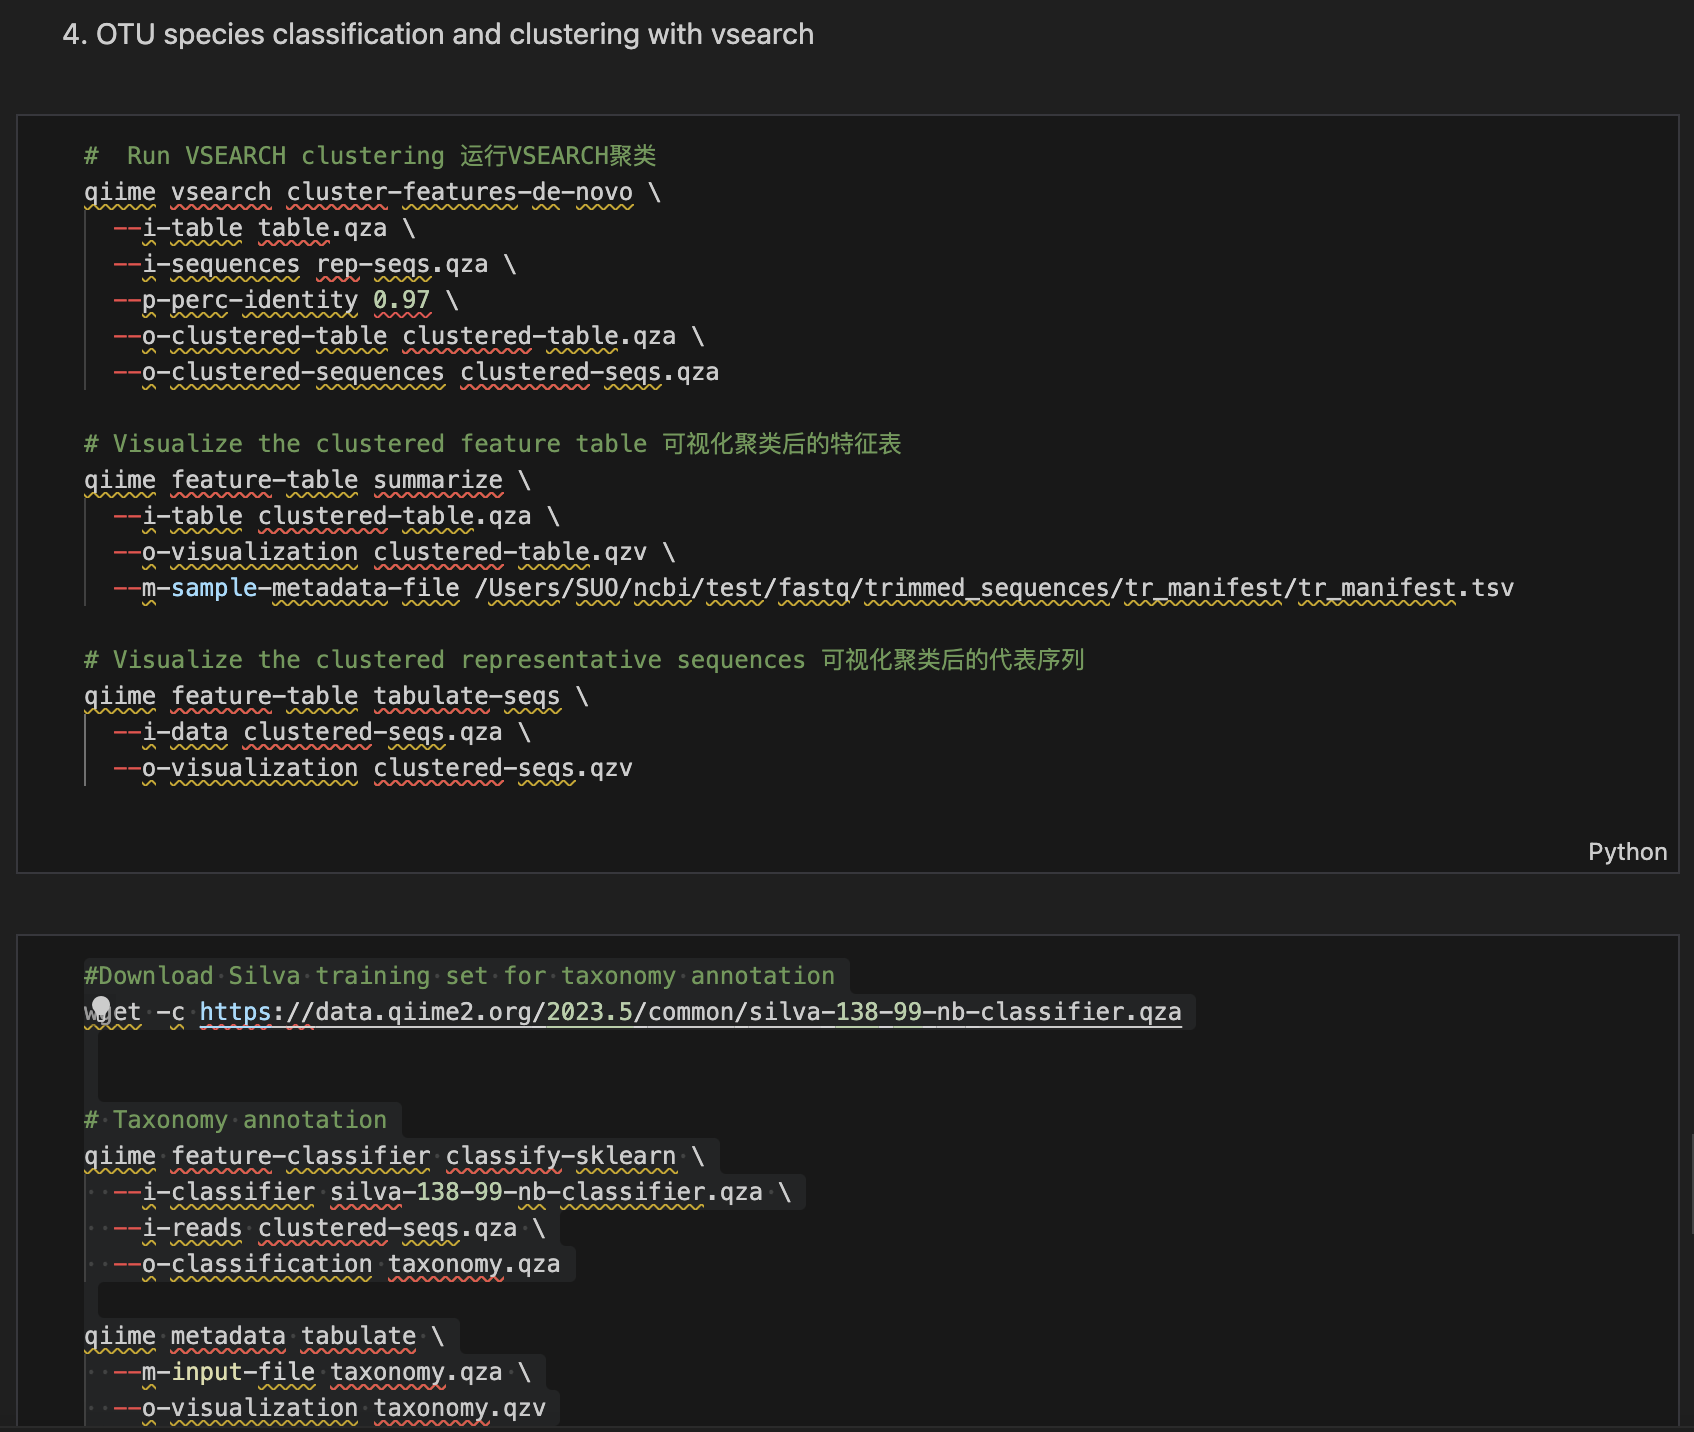 4. OTU species classification and clustering with vsearch
#  Run VSEARCH clustering 运行VSEARCH聚类
qiime vsearch cluster-features-de-novo \
  --i-table table.qza \
  --i-sequences rep-seqs.qza \
  --p-perc-identity 0.97 \
  --o-clustered-table clustered-table.qza \
  --o-clustered-sequences clustered-seqs.qza
# Visualize the clustered feature table 可视化聚类后的特征表
qiime feature-table summarize \
  --i-table clustered-table.qza \
  --o-visualization clustered-table.qzv \
  --m-sample-metadata-file /Users/SUO/ncbi/test/fastq/trimmed_sequences/tr_manifest/tr_manifest.tsv
# Visualize the clustered representative sequences 可视化聚类后的代表序列
qiime feature-table tabulate-seqs \
  --i-data clustered-seqs.qza \
  --o-visualization clustered-seqs.qzv
Python
#Download Silva training set for taxonomy annotation
wget -c https://data.qiime2.org/2023.5/common/silva-138-99-nb-classifier.qza
# Taxonomy annotation
qiime feature-classifier classify-sklearn \
  --i-classifier silva-138-99-nb-classifier.qza \
  --i-reads clustered-seqs.qza \
  --o-classification taxonomy.qza
qiime metadata tabulate \
  --m-input-file taxonomy.qza \
  --o-visualization taxonomy.qzv